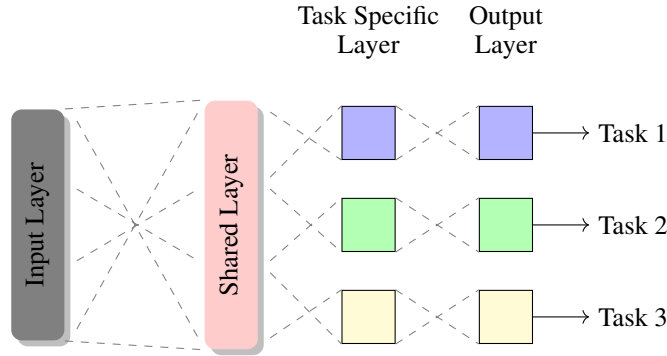 Task Specific
Layer
Output
Layer
Input Layer
Shared Layer
Task 1
Task 2
Task 3